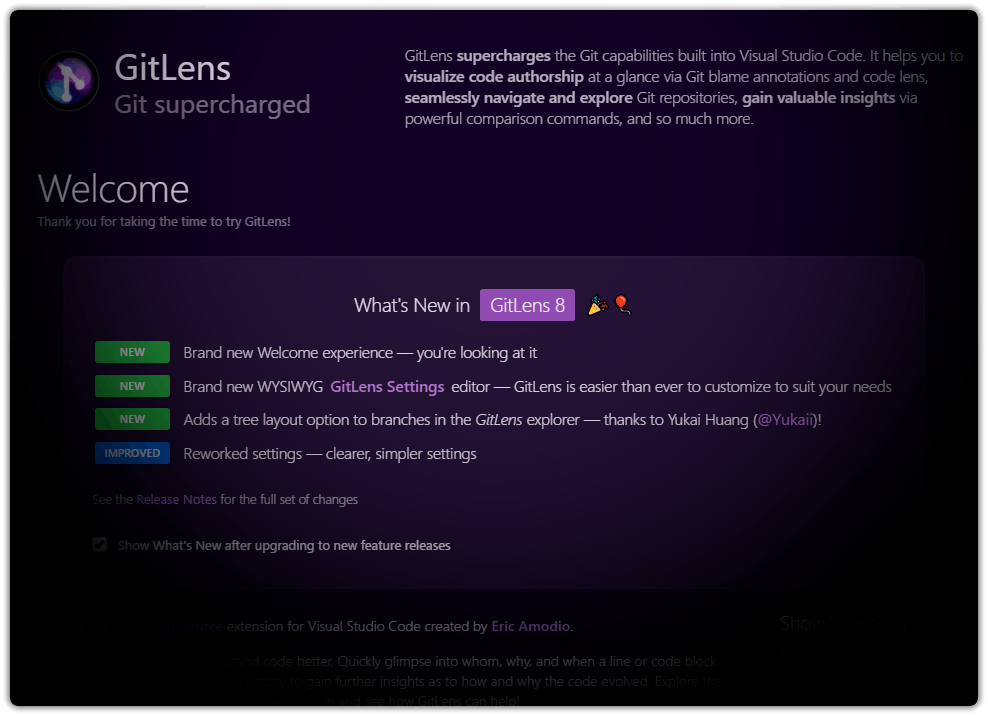 GitLens
Git supercharged
GitLens supercharges the Git capabilities built into Visual Studio Code. It helps you to
visualize code authorship at a glance via Git blame annotations and code lens,
seamlessly navigate and explore Git repositories, gain valuable insights via
powerful comparison commands, and so much more.
Welcome
Thank you for taking the time to try GitLens!
What's New in GitLens 8
NEW Brand new Welcome experience — you're looking at it
NEW Brand new WYSIWYG GitLens Settings editor — GitLens is easier than ever to customize to suit your needs
NEW Adds a tree layout option to branches in the GitLens explorer — thanks to Yukai Huang (@Yukaii)!
IMPROVED Reworked settings — clearer, simpler settings
See the Release Notes for the full set of changes
Show What's New after upgrading to new feature releases
source extension for Visual Studio Code created by Eric Amodio.
Show Your
code better. Quickly glimpse into whom, why, and when a line or code block
to gain further insights as to how and why the code evolved. Explore the
and see how GitLens can help!